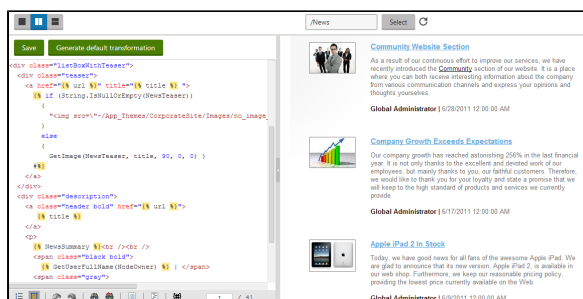 /News
Select
Save
Generate default transformation
<div class="listBoxWithTeaser">
<div class="teaser">
<a href="{% url %}" title="{% title %} ">
{% if (String.IsNullOrEmpty(NewsTeaser))
{
"<img src=\"~/App_Themes/CorporateSite/Images/no_image
}
else
{
GetImage(NewsTeaser, title, 90, 0, 0) }
#%}
</a>
</div>
<div class="description">
<a class="header bold" href="{% url %}">
{% title %}
</a>
<p>
{% NewsSummary %}<br /><br />
<span class="black bold">
{% GetUserFullName(NodeOwner) %} | </span>
<span class="gray">
1 / 41
Community Website Section
As a result of our continuous effort to improve our services, we have
recently introduced the Community section of our website. It is a place
where you can both receive interesting information about the company
from various communication channels and express your opinions and
thoughts yourselves.
Global Administrator | 6/28/2011 12:00:00 AM
Company Growth Exceeds Expectations
Our company growth has reached astonishing 256% in the last financial
year. It is not only thanks to the excellent and devoted work of our
employees, but mainly thanks to you, our faithful customers. Therefore,
we would like to thank you for your loyalty and state a promise that we
will keep to the high standard of products and services we currently
provide.
Global Administrator | 6/17/2011 12:00:00 AM
Apple iPad 2 In Stock
Today, we have good news for all fans of the awesome Apple iPad. We
are glad to announce that its new version, Apple iPad 2, is available in
our web shop. Furthermore, we keep our reasonable pricing policy,
providing the lowest price currently available on the Web.
Global Administrator | 6/9/2011 12:00:00 AM